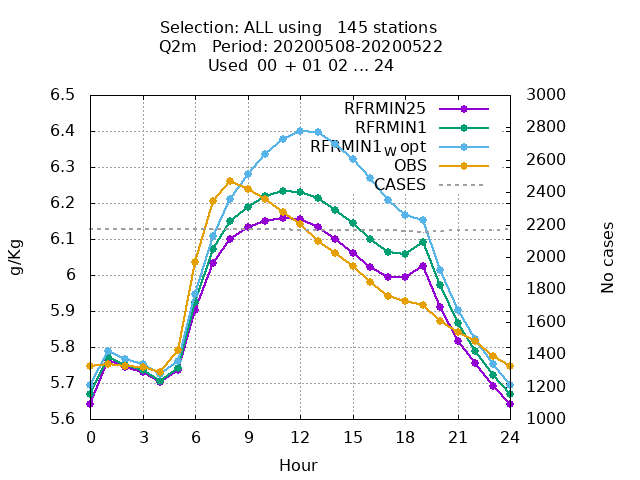 Selection: ALL using   145 stations
Q2m   Period: 20200508-20200522
Used  00 + 01 02 ... 24
6.5
6.4
6.3
6.2
6.1
6
5.9
5.8
5.7
5.6
g/Kg
RFRMIN25
RFRMIN1
RFRMIN1_w opt
OBS
CASES
3000
2800
2600
2400
2200
2000
1800
1600
1400
1200
1000
No cases
0 3 6 9 12 15 18 21 24
Hour